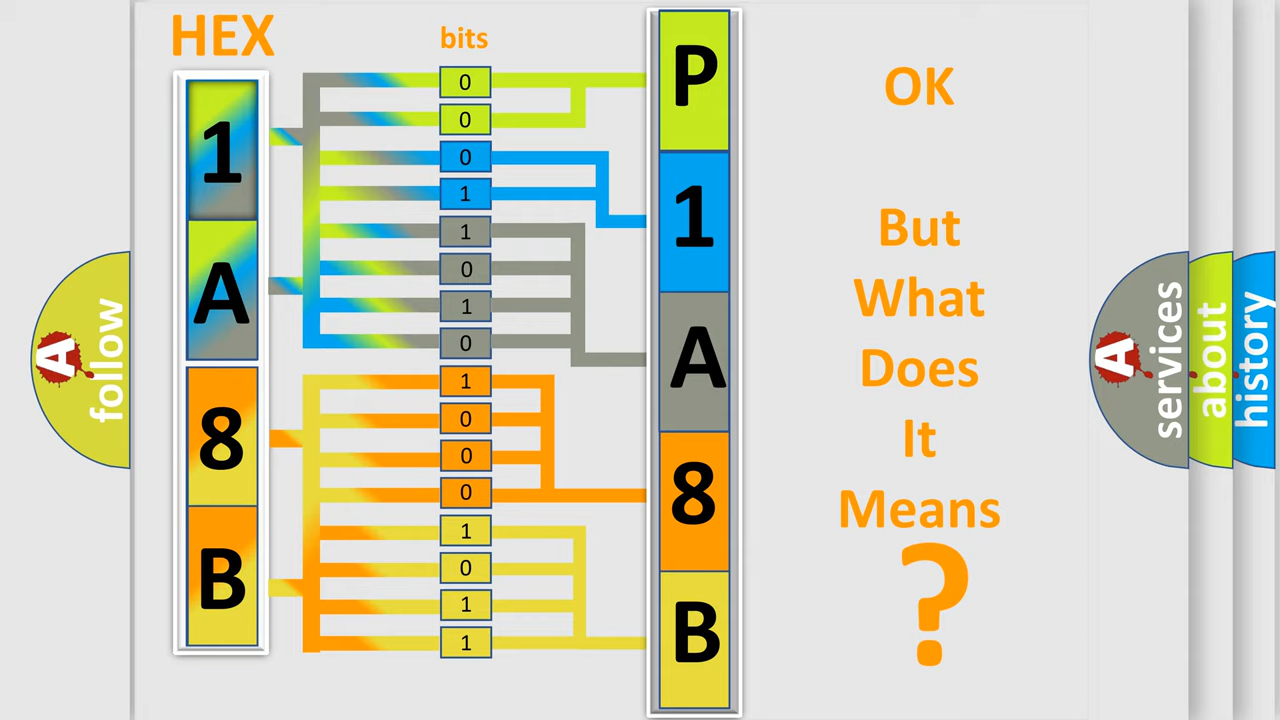 HEX
bits
1
A
8
B
0
0
0
1
1
0
1
0
1
0
0
0
1
0
1
1
P
1
A
8
B
OK
But
What
Does
It
Means
?
A
follow
A
services
about
history